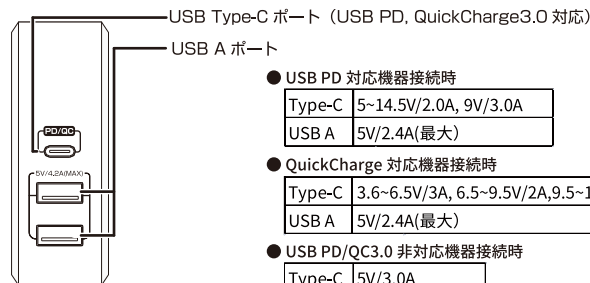 USB Type-C ポート（USB PD, QuickCharge3.0 対応）
USB A ポート
● USB PD 対応機器接続時
Type-C 5~14.5V/2.0A, 9V/3.0A
USB A 5V/2.4A(最大）
PD/QC
5V/4.2A(MAX)
● QuickCharge 対応機器接続時
Type-C 3.6~6.5V/3A, 6.5~9.5V/2A,9.5~1
USB A 5V/2.4A(最大）
● USB PD/QC3.0 非対応機器接続時
Type-C 5V/3.0A